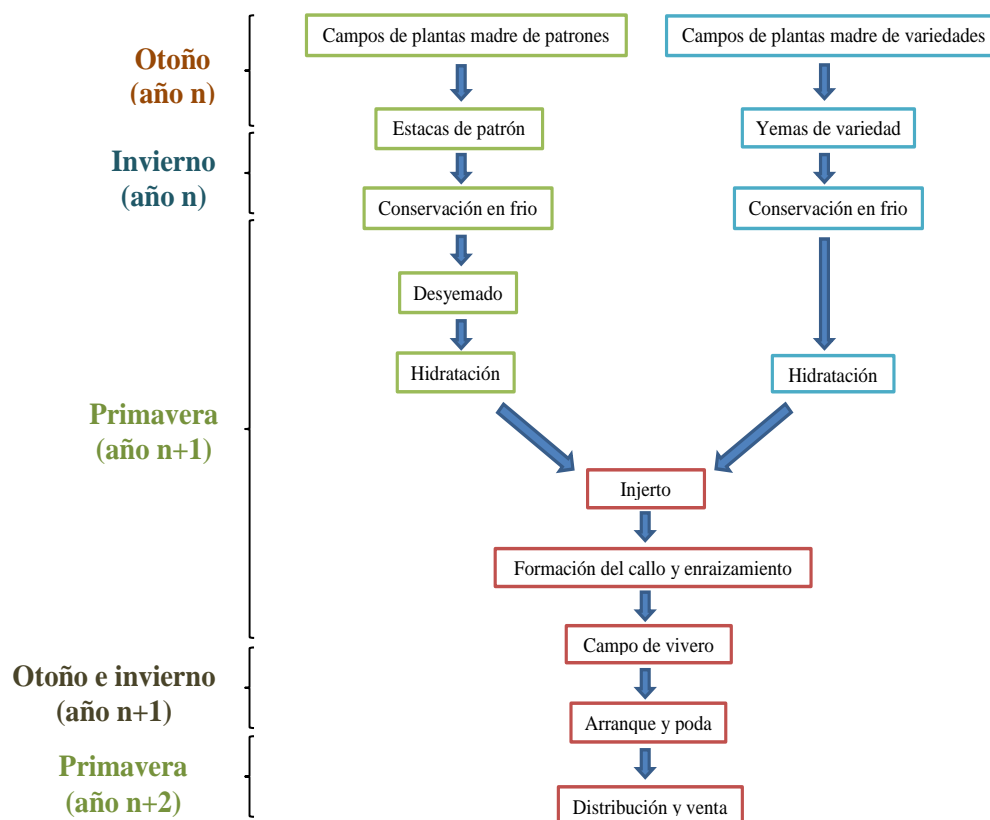 Campos de plantas madre de patrones
Campos de plantas madre de variedades
Otoño
(año n)
Estacas de patrón
Yemas de variedad
Invierno
(año n)
Conservación en frio
Conservación en frio
Desyemado
Hidratación
Hidratación
Primavera
(año n+1)
Injerto
Formación del callo y enraizamiento
Campo de vivero
Otoño e invierno
(año n+1)
Arranque y poda
Primavera
(año n+2)
Distribución y venta